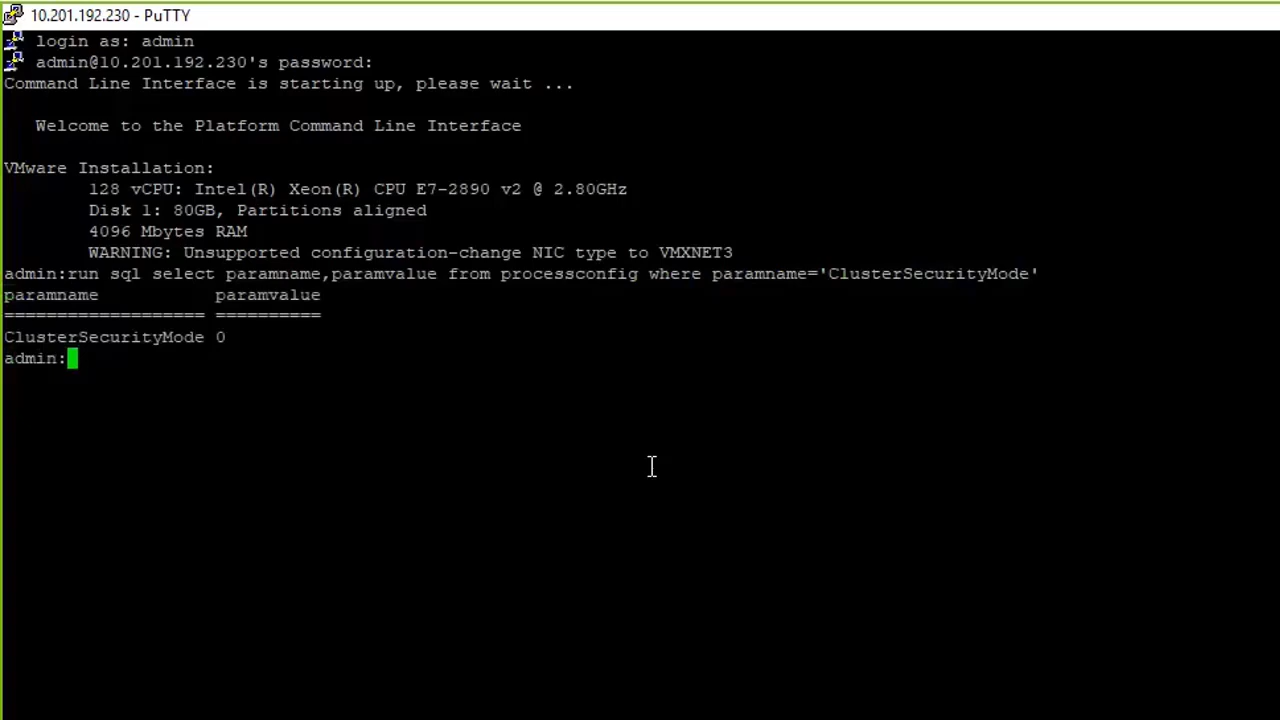 10.201.192.230 - PuTTY
login as: admin
admin@10.201.192.230's password:
Command Line Interface is starting up, please wait ...
Welcome to the Platform Command Line Interface
VMware Installation:
128 vCPU: Intel(R) Xeon(R) CPU E7-2890 v2 @ 2.80GHz
Disk 1: 80GB, Partitions aligned
4096 Mbytes RAM
WARNING: Unsupported configuration-change NIC type to VMXNET3
admin:run sql select paramname,paramvalue from processconfig where paramname='ClusterSecurityMode'
paramname           paramvalue
=================== ==========
ClusterSecurityMode 0
admin: